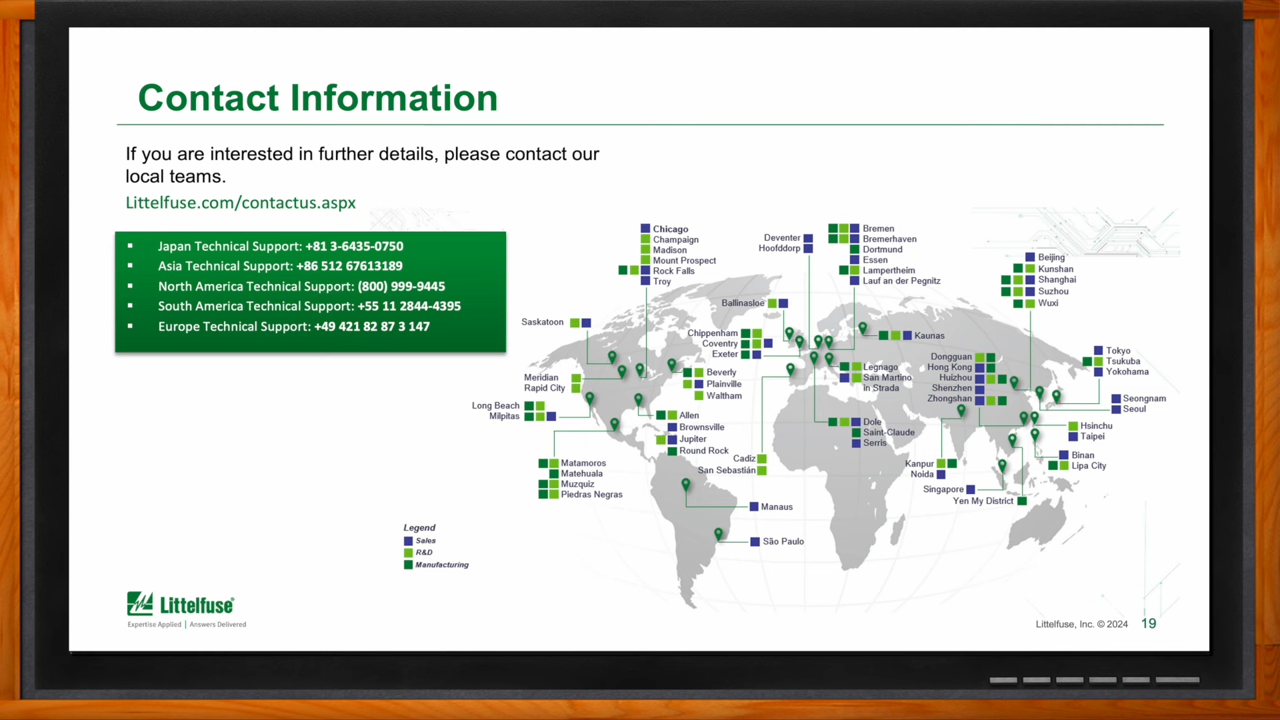 Contact Information
If you are interested in further details, please contact our
local teams.
Littelfuse.com/contactus.aspx
▪ Japan Technical Support: +81 3-6435-0750
▪ Asia Technical Support: +86 512 67613189
▪ North America Technical Support: (800) 999-9445
▪ South America Technical Support: +55 11 2844-4395
▪ Europe Technical Support: +49 421 82 87 3 147
Chicago
Champaign
Madison
Mount Prospect
Rock Falls
Troy
Deventer
Hoofddorp
Bremen
Bremerhaven
Dortmund
Essen
Lampertheim
Lauf an der Pegnitz
Beijing
Kunshan
Shanghai
Suzhou
Wuxi
Ballinasloe
Saskatoon
Chippenham
Coventry
Exeter
Kaunas
Tokyo
Tsukuba
Yokohama
Dongguan
Hong Kong
Huizhou
Shenzhen
Zhongshan
Meridian
Rapid City
Beverly
Plainville
Waltham
Legnago
San Martino
in Strada
Seongnam
Seoul
Long Beach
Milpitas
Allen
Brownsville
Jupiter
Round Rock
Dole
Saint-Claude
Serris
Hsinchu
Taipei
Matamoros
Matehuala
Muzquiz
Piedras Negras
Cadiz
San Sebastián
Kanpur
Noida
Binan
Lipa City
Singapore
Yen My District
Manaus
São Paulo
Legend
Sales
R&D
Manufacturing
Littelfuse®
Expertise Applied | Answers Delivered
Littelfuse, Inc. © 2024 19